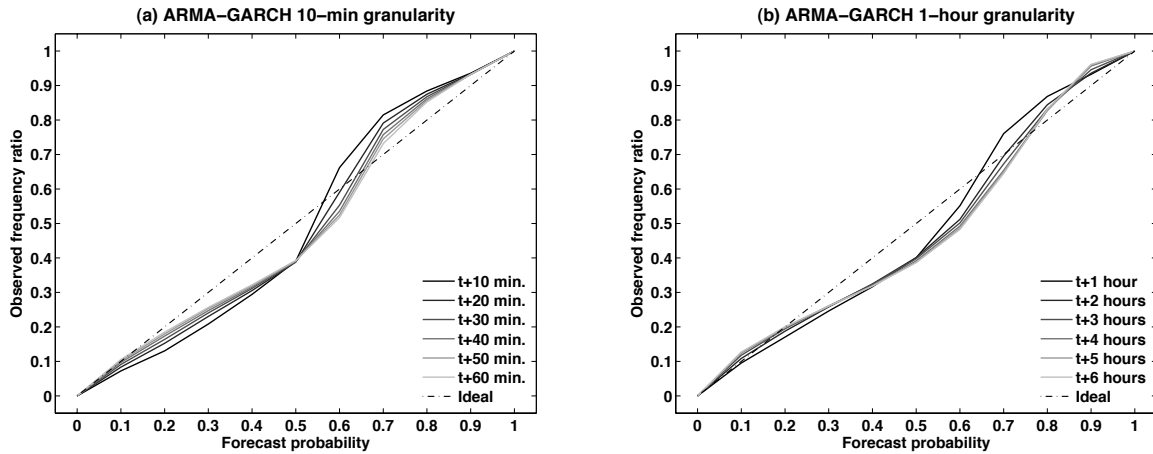 (a) ARMA−GARCH 10−min granularity
Observed frequency ratio
1
0.9
0.8
0.7
0.6
0.5
0.4
0.3
0.2
0.1
0
t+10 min.
t+20 min.
t+30 min.
t+40 min.
t+50 min.
t+60 min.
Ideal
0 0.1 0.2 0.3 0.4 0.5 0.6 0.7 0.8 0.9 1
Forecast probability
(b) ARMA−GARCH 1−hour granularity
Observed frequency ratio
1
0.9
0.8
0.7
0.6
0.5
0.4
0.3
0.2
0.1
0
t+1 hour
t+2 hours
t+3 hours
t+4 hours
t+5 hours
t+6 hours
Ideal
0 0.1 0.2 0.3 0.4 0.5 0.6 0.7 0.8 0.9 1
Forecast probability